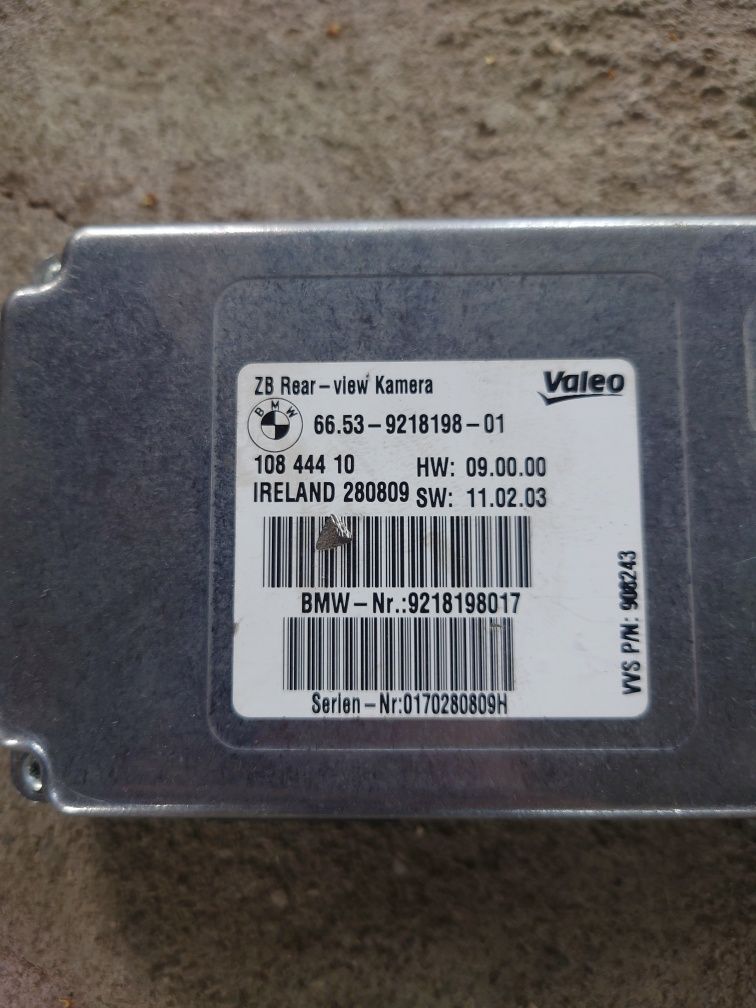 ZB Rear-view Kamera
Valeo
BMW
66.53-9218198-01
108 444 10
HW: 09.00.00
IRELAND 280809
SW: 11.02.03
BMW-Nr.:9218198017
Serien-Nr:0170280809H
VVS P/N: 908243